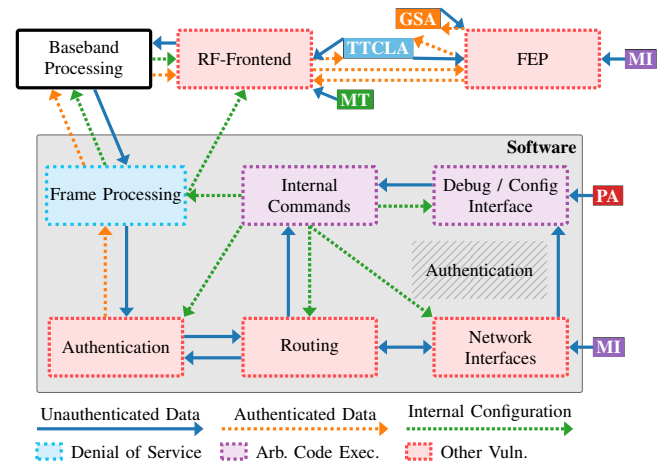 GSA
Baseband
Processing
RF-Frontend
TTCLA
FEP
MI
MT
Software
Frame Processing
Internal
Commands
Debug / Config
Interface
PA
Authentication
Authentication
Routing
Network
Interfaces
MI
Unauthenticated Data
Authenticated Data
Internal Configuration
Denial of Service
Arb. Code Exec.
Other Vuln.